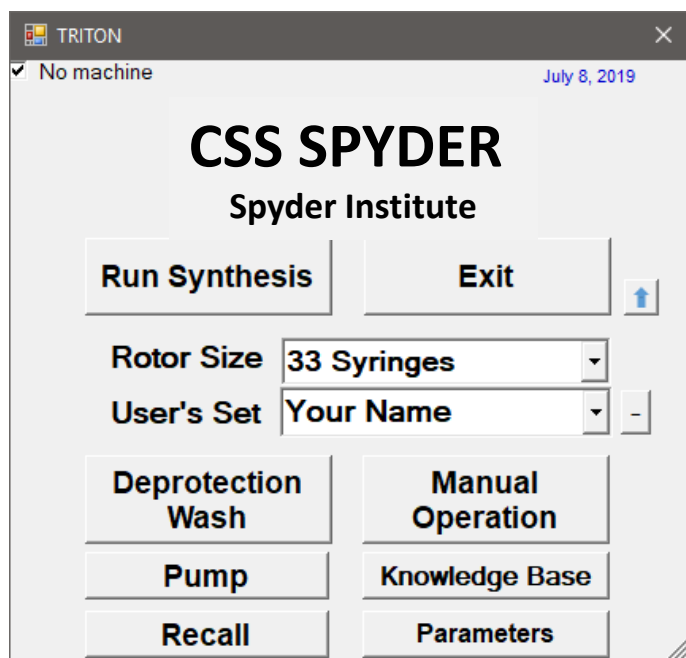 TRITON
No machine
July 8, 2019
CSS SPYDER
Spyder Institute
Run Synthesis
Exit
Rotor Size
33 Syringes
User's Set
Your Name
-
Deprotection
Wash
Manual
Operation
Pump
Knowledge Base
Recall
Parameters